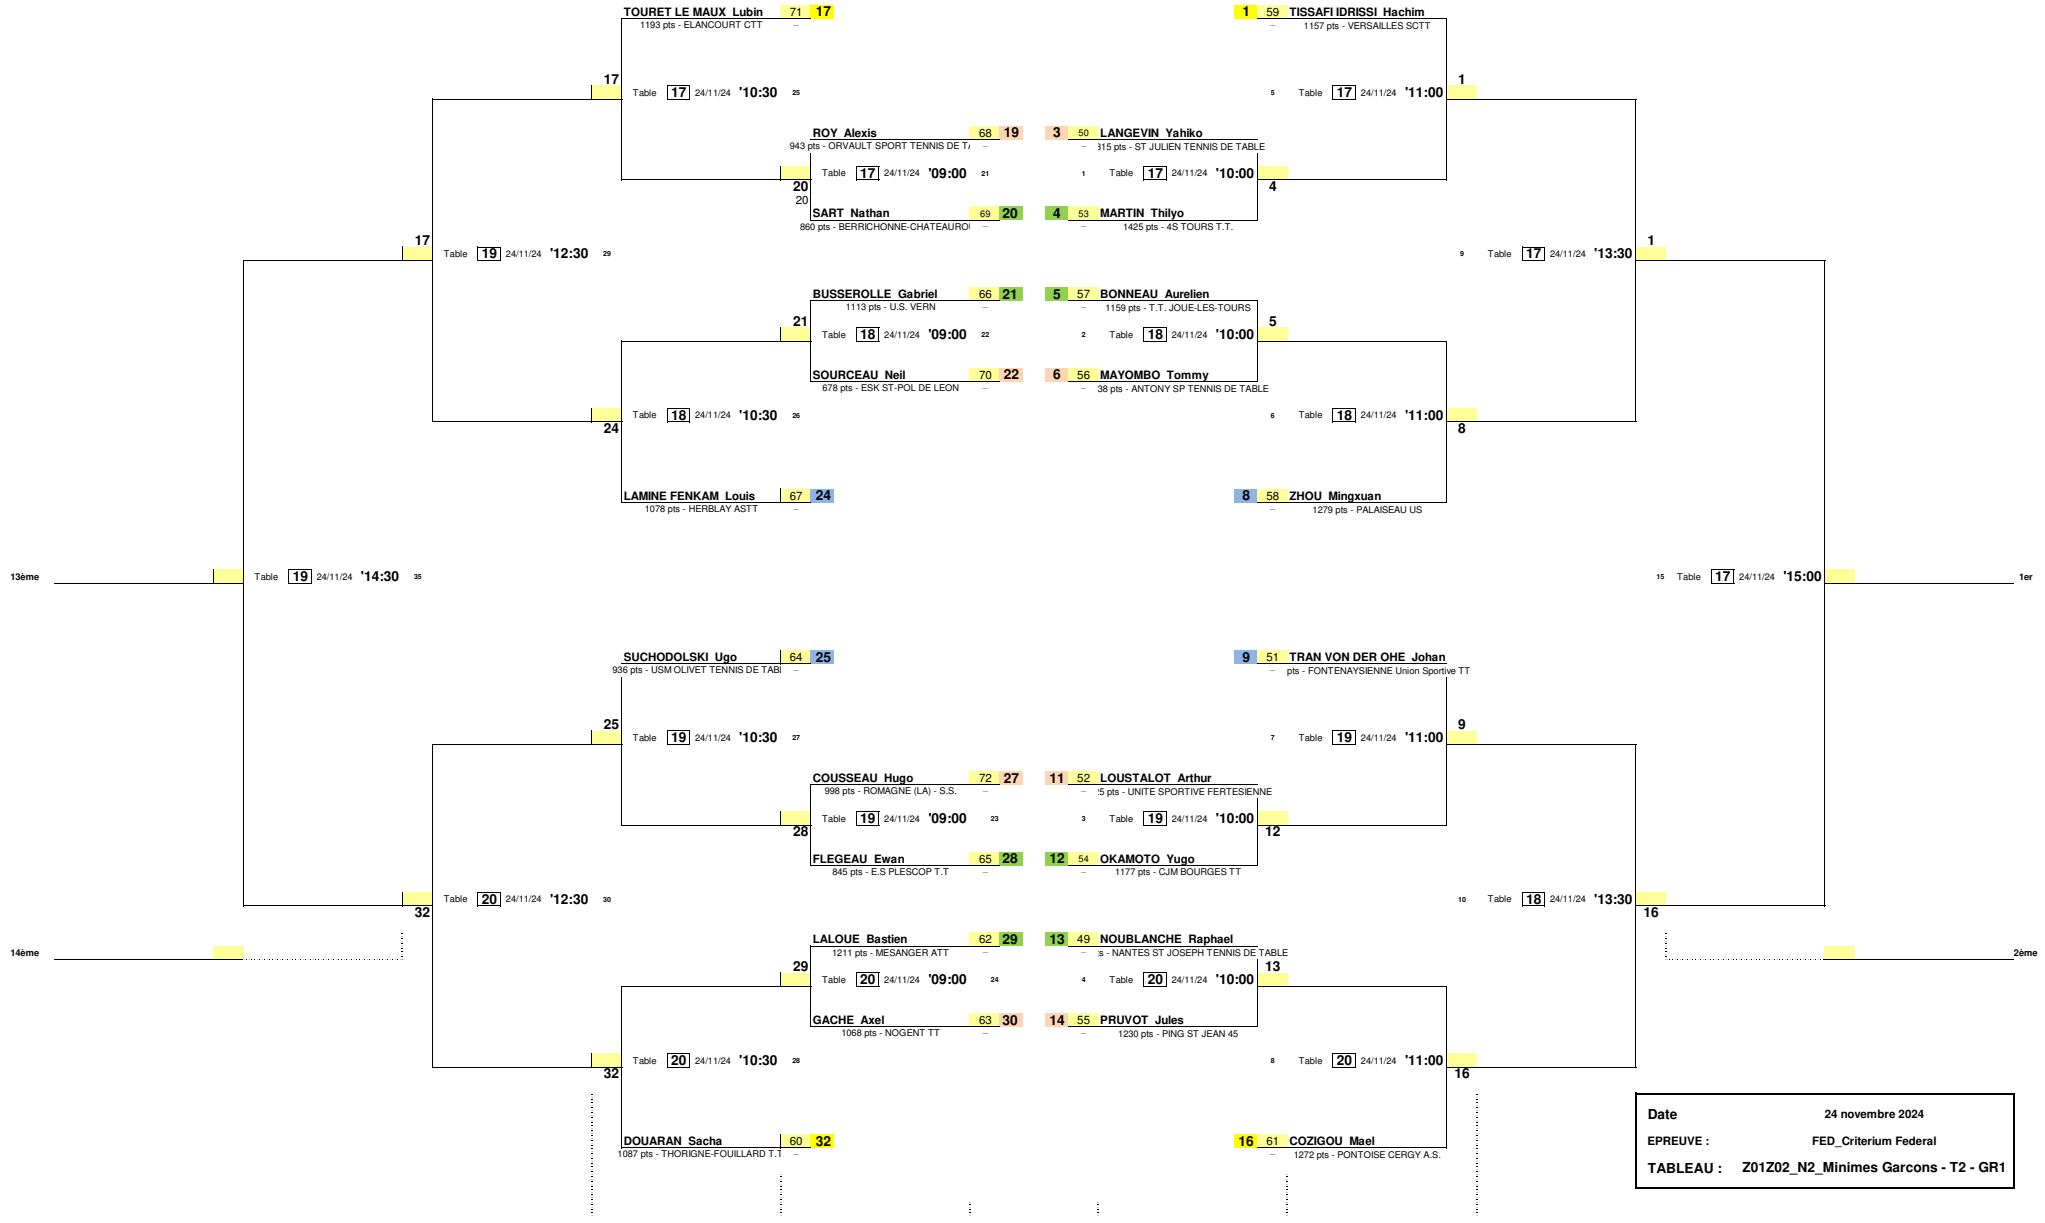 TOURET LE MAUX Lubin 71 17
1193 pts - ELANCOURT CTT –
1 59 TISSAFI IDRISSI Hachim
– 1157 pts - VERSAILLES SCTT
17
Table 17 24/11/24 '10:30 25
1
5 Table 17 24/11/24 '11:00
ROY Alexis 68 19
943 pts - ORVAULT SPORT TENNIS DE TA –
3 50 LANGEVIN Yahiko
– 315 pts - ST JULIEN TENNIS DE TABLE
Table 17 24/11/24 '09:00 21
20
20
1 Table 17 24/11/24 '10:00
4
SART Nathan 69 20
860 pts - BERRICHONNE-CHATEAUROU –
4 53 MARTIN Thilyo
– 1425 pts - 4S TOURS T.T.
17
Table 19 24/11/24 '12:30 29
1
9 Table 17 24/11/24 '13:30
BUSSEROLLE Gabriel 66 21
1113 pts - U.S. VERN –
5 57 BONNEAU Aurelien
– 1159 pts - T.T. JOUE-LES-TOURS
21
Table 18 24/11/24 '09:00 22
5
2 Table 18 24/11/24 '10:00
SOURCEAU Neil 70 22
678 pts - ESK ST-POL DE LEON –
6 56 MAYOMBO Tommy
– 38 pts - ANTONY SP TENNIS DE TABLE
Table 18 24/11/24 '10:30 26
24
6 Table 18 24/11/24 '11:00
8
LAMINE FENKAM Louis 67 24
1078 pts - HERBLAY ASTT –
8 58 ZHOU Mingxuan
– 1279 pts - PALAISEAU US
13ème
Table 19 24/11/24 '14:30 35
15 Table 17 24/11/24 '15:00
1er
SUCHODOLSKI Ugo 64 25
936 pts - USM OLIVET TENNIS DE TABL –
9 51 TRAN VON DER OHE Johan
– pts - FONTENAYSIENNE Union Sportive TT
25
Table 19 24/11/24 '10:30 27
9
7 Table 19 24/11/24 '11:00
COUSSEAU Hugo 72 27
998 pts - ROMAGNE (LA) - S.S. –
11 52 LOUSTALOT Arthur
– 5 pts - UNITE SPORTIVE FERTESIENNE
Table 19 24/11/24 '09:00 23
28
3 Table 19 24/11/24 '10:00
12
FLEGEAU Ewan 65 28
845 pts - E.S PLESCOP T.T –
12 54 OKAMOTO Yugo
– 1177 pts - CJM BOURGES TT
Table 20 24/11/24 '12:30 30
32
10 Table 18 24/11/24 '13:30
16
LALOUE Bastien 62 29
1211 pts - MESANGER ATT –
13 49 NOUBLANCHE Raphael
– s - NANTES ST JOSEPH TENNIS DE TABLE
14ème
2ème
29
Table 20 24/11/24 '09:00 24
13
4 Table 20 24/11/24 '10:00
GACHE Axel 63 30
1068 pts - NOGENT TT –
14 55 PRUVOT Jules
– 1230 pts - PING ST JEAN 45
Table 20 24/11/24 '10:30 28
32
8 Table 20 24/11/24 '11:00
16
DOUARAN Sacha 60 32
1087 pts - THORIGNE-FOUILLARD T.T –
16 61 COZIGOU Mael
– 1272 pts - PONTOISE CERGY A.S.
Date 24 novembre 2024
EPREUVE : FED_Criterium Federal
TABLEAU : Z01Z02_N2_Minimes Garcons - T2 - GR1